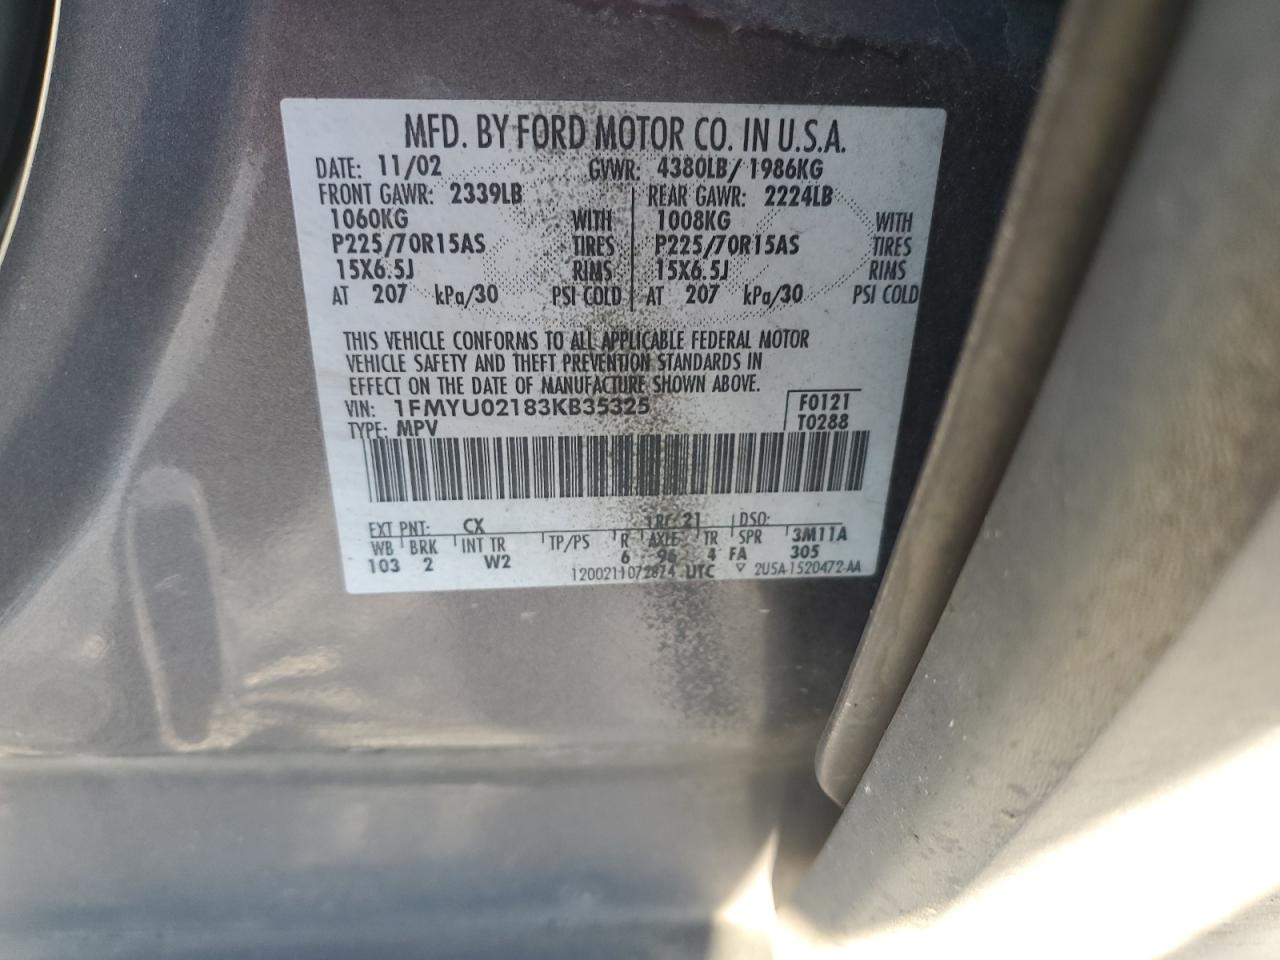 MFD. BY FORD MOTOR CO. IN U.S.A.
DATE: 11/02 GVWR: 4380LB/ 1986KG
FRONT GAWR: 2339LB REAR GAWR: 2224LB
1060KG WITH 1008KG WITH
P225/70R15AS TIRES P225/70R15AS TIRES
15X6.5J RIMS 15X6.5J RIMS
AT 207 kPa/30 PSI COLD AT 207 kPa/30 PSI COLD
THIS VEHICLE CONFORMS TO ALL APPLICABLE FEDERAL MOTOR
VEHICLE SAFETY AND THEFT PREVENTION STANDARDS IN
EFFECT ON THE DATE OF MANUFACTURE SHOWN ABOVE.
VIN: 1FMYU02183KB35325 F0121
TYPE: MPV T0288
EXT PNT: CX RC: 21 DSO:
WB BRK INT TR TP/PS R AXLE TR SPR 3M11A
103 2 W2 6 96 4 FA 305
UTC 2U5A-1520472-AA